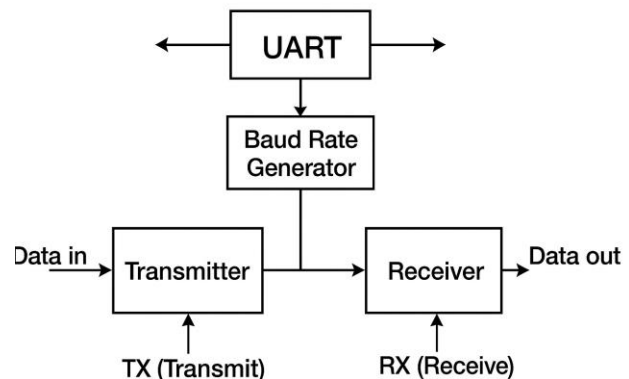 UART
Baud Rate
Generator
Data in
Transmitter
Receiver
Data out
TX (Transmit)
RX (Receive)